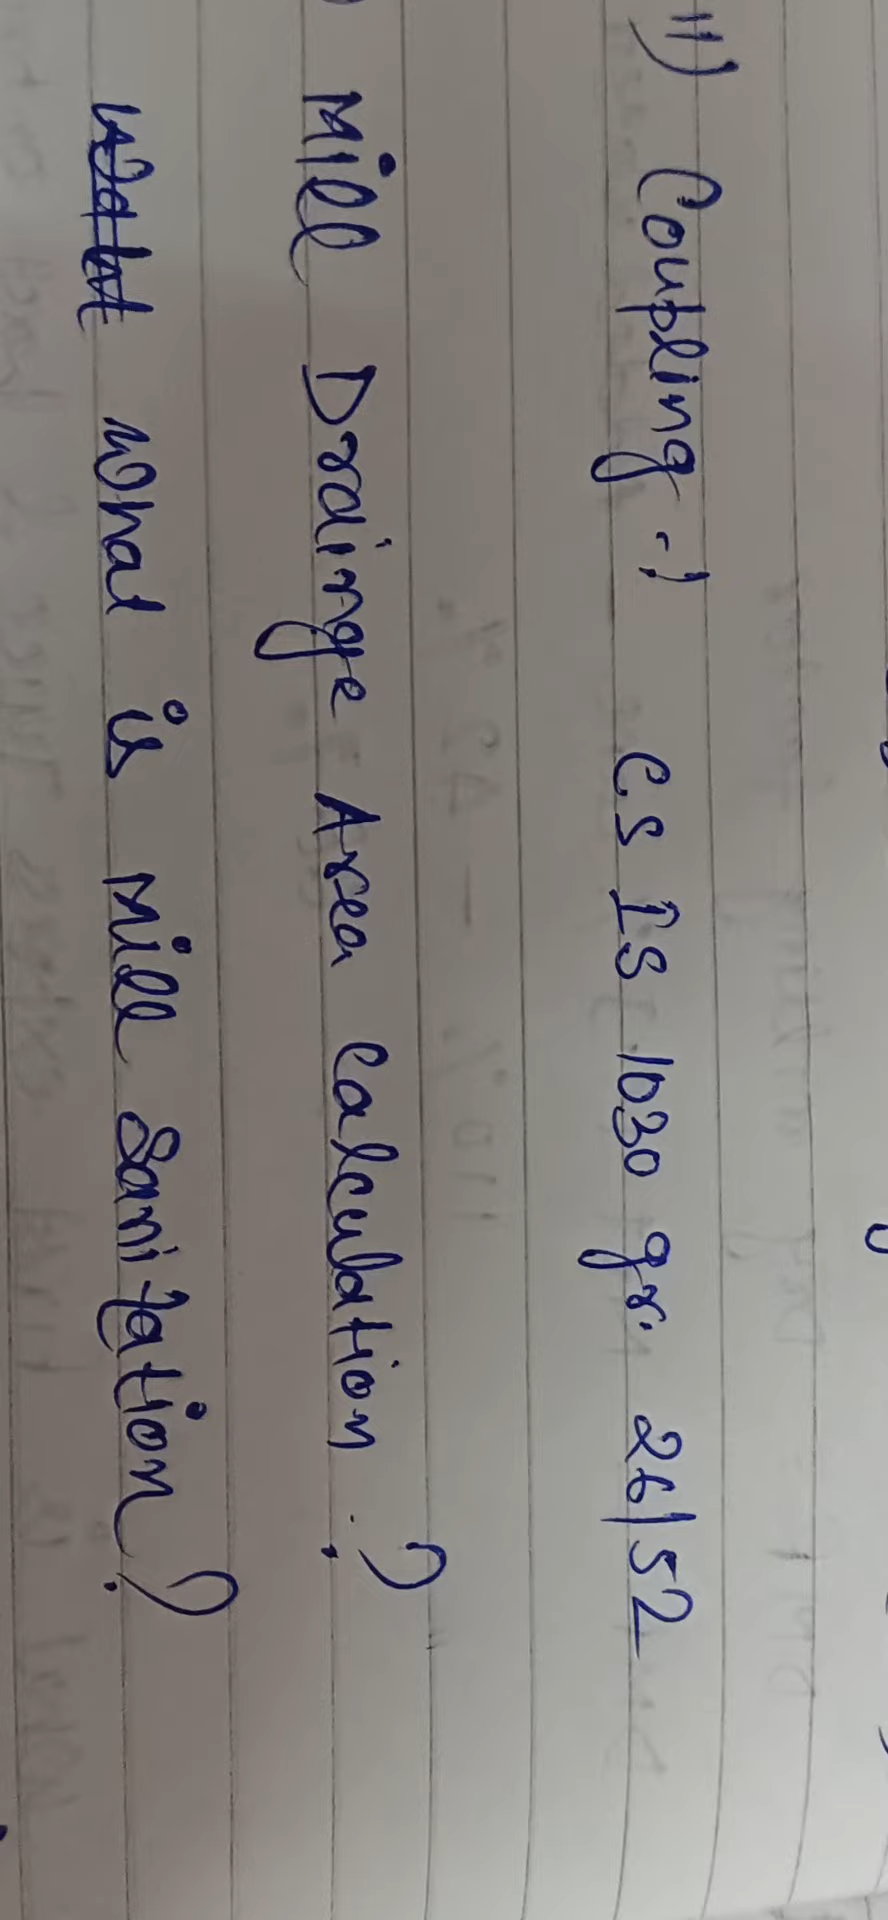 11) Coupling :- CS IS 1030 gr. 26/52
Mill Drainge Area Calculation ?
What is Mill Sanitation ?